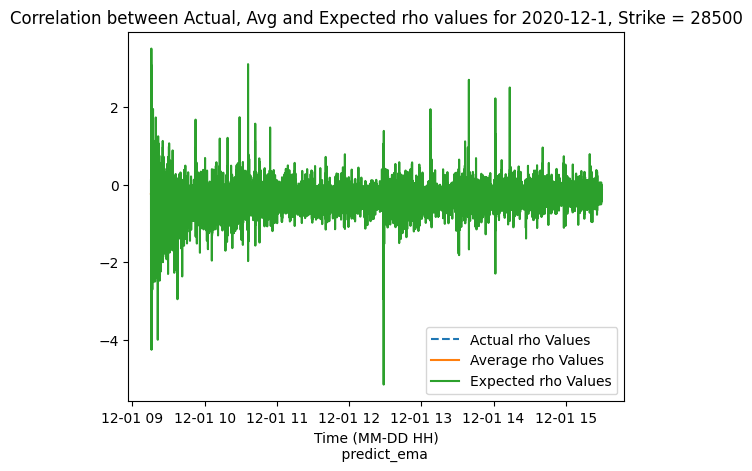 Correlation between Actual, Avg and Expected rho values for 2020-12-1, Strike = 28500
2
0
−2
−4
Actual rho Values
Average rho Values
Expected rho Values
12-01 09 12-01 10 12-01 11 12-01 12 12-01 13 12-01 14 12-01 15
Time (MM-DD HH)
predict_ema